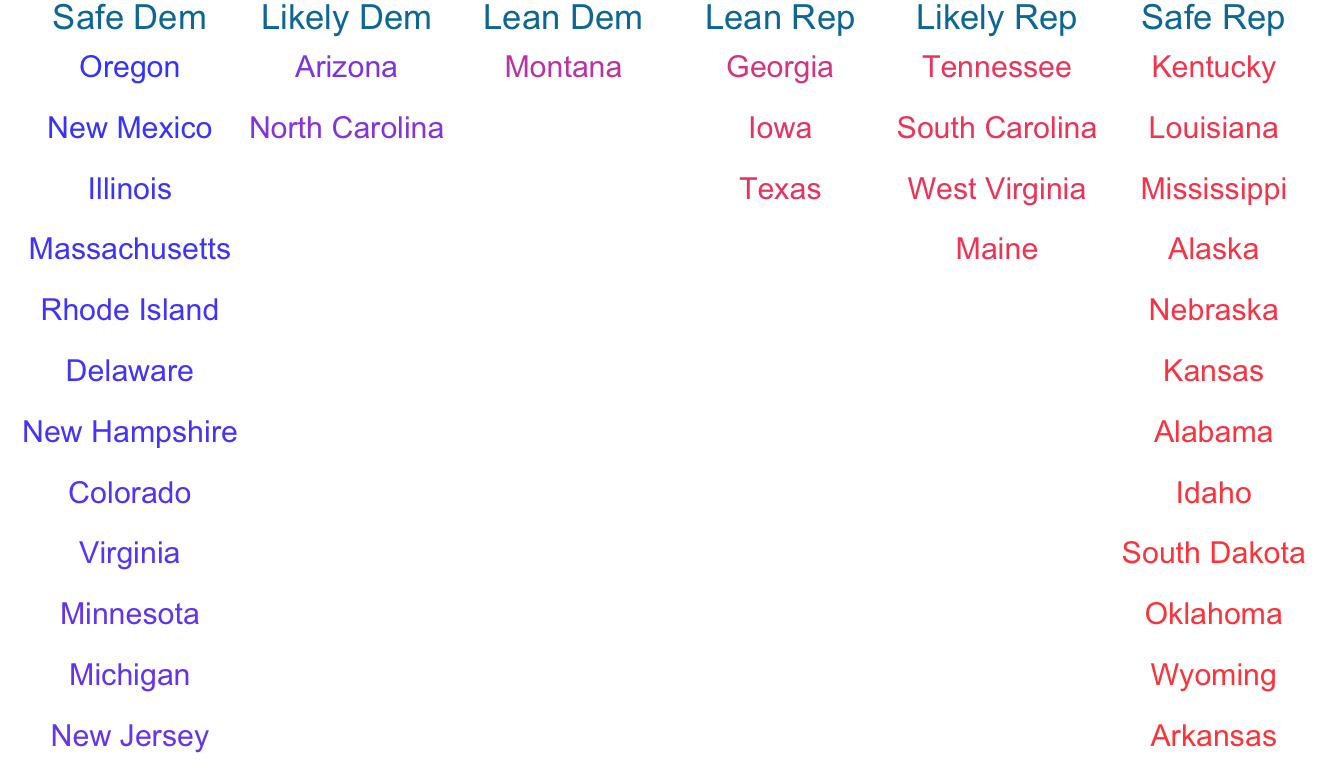 Safe Dem Likely Dem Lean Dem Lean Rep Likely Rep Safe Rep
Oregon Arizona Montana Georgia Tennessee Kentucky
New Mexico North Carolina Iowa South Carolina Louisiana
Illinois Texas West Virginia Mississippi
Massachusetts Maine Alaska
Rhode Island Nebraska
Delaware Kansas
New Hampshire Alabama
Colorado Idaho
Virginia South Dakota
Minnesota Oklahoma
Michigan Wyoming
New Jersey Arkansas